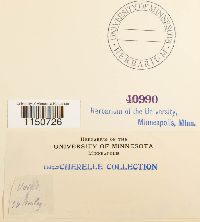 UNIVERSITY OF MINNESOTA
HERBARIUM
40990
Herbarium of the University,
Minneapolis, Minn.
1150726
HERBARIUM OF THE
UNIVERSITY OF MINNESOTA
MINNEAPOLIS
BESCHERELLE COLLECTION